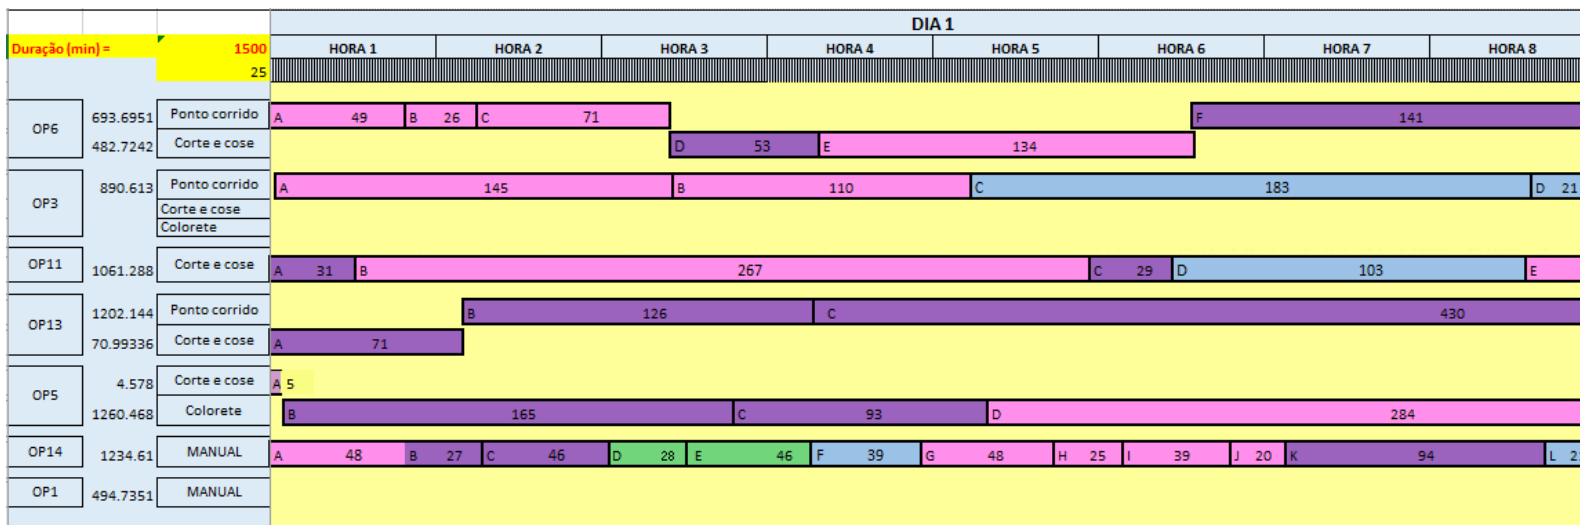 DIA 1
Duração (min) = 1500 HORA 1 HORA 2 HORA 3 HORA 4 HORA 5 HORA 6 HORA 7 HORA 8
25
OP6
693.6951 Ponto corrido A 49 B 26 C 71 F 141
482.7242 Corte e cose D 53 E 134
OP3
890.613 Ponto corrido A 145 B 110 C 183 D 21
Corte e cose
Colorete
OP11 1061.288 Corte e cose A 31 B 267 C 29 D 103 E
OP13
1202.144 Ponto corrido B 126 C 430
70.99336 Corte e cose A 71
OP5
4.578 Corte e cose A 5
1260.468 Colorete B 165 C 93 D 284
OP14 1234.61 MANUAL A 48 B 27 C 46 D 28 E 46 F 39 G 48 H 25 I 39 J 20 K 94 L
OP1 494.7351 MANUAL